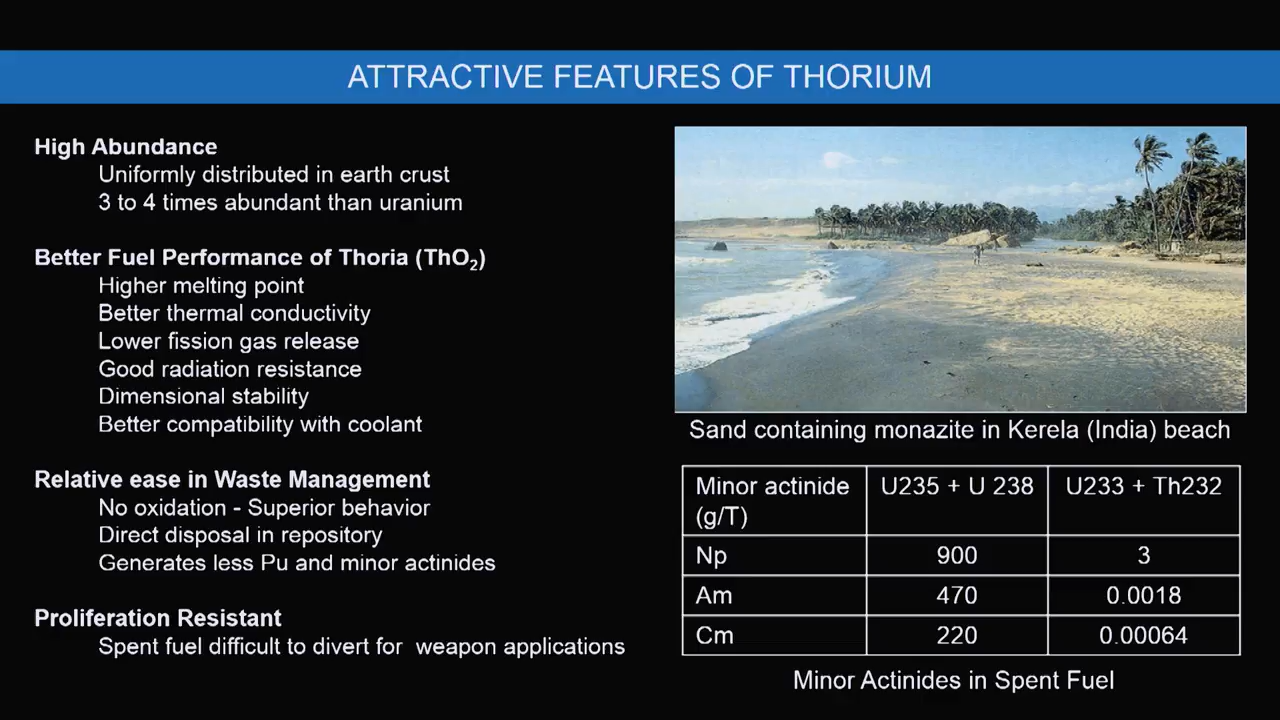 ATTRACTIVE FEATURES OF THORIUM
High Abundance
Uniformly distributed in earth crust
3 to 4 times abundant than uranium
Better Fuel Performance of Thoria (ThO₂)
Higher melting point
Better thermal conductivity
Lower fission gas release
Good radiation resistance
Dimensional stability
Better compatibility with coolant
Relative ease in Waste Management
No oxidation - Superior behavior
Direct disposal in repository
Generates less Pu and minor actinides
Proliferation Resistant
Spent fuel difficult to divert for weapon applications
Sand containing monazite in Kerela (India) beach
Minor actinide (g/T) U235 + U 238 U233 + Th232
Np 900 3
Am 470 0.0018
Cm 220 0.00064
Minor Actinides in Spent Fuel